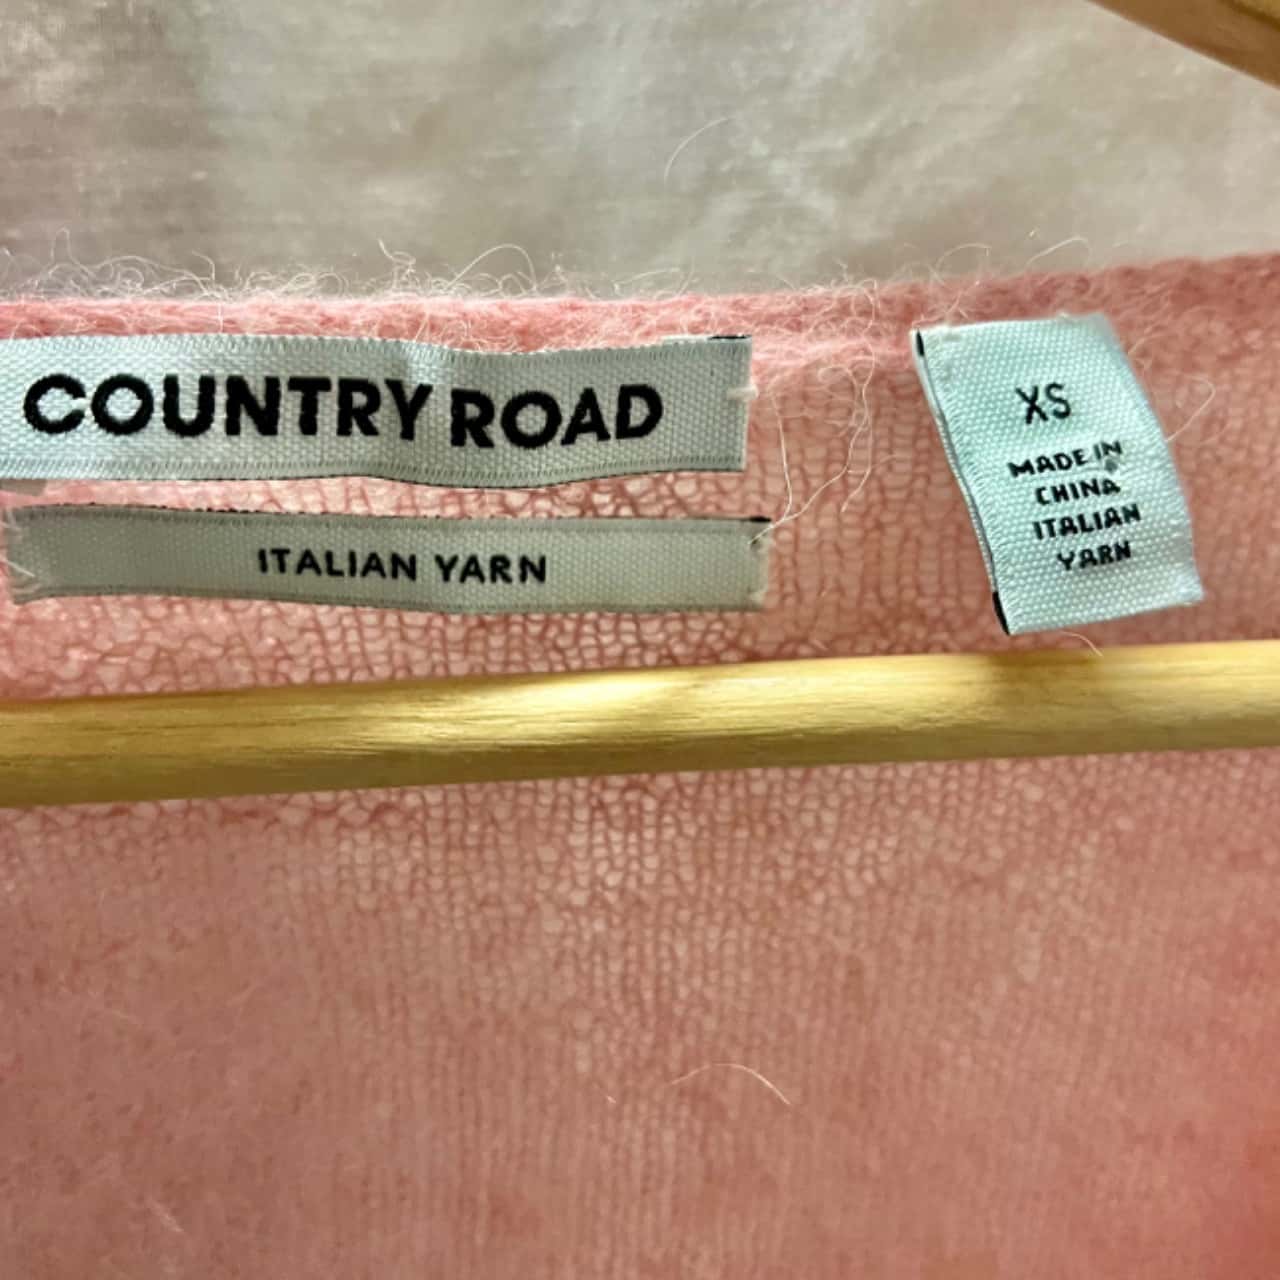 COUNTRY ROAD
ITALIAN YARN
XS
MADE IN
CHINA
ITALIAN
YARN